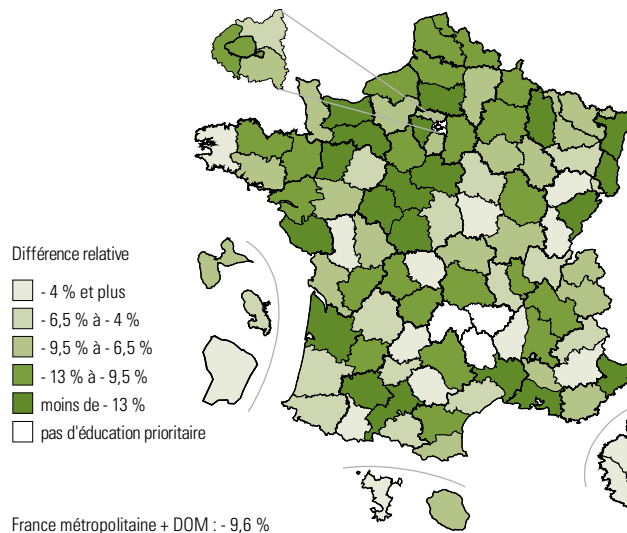 Différence relative
- 4 % et plus
- 6,5 % à - 4 %
- 9,5 % à - 6,5 %
- 13 % à - 9,5 %
moins de - 13 %
pas d'éducation prioritaire
France métropolitaine + DOM : - 9,6 %